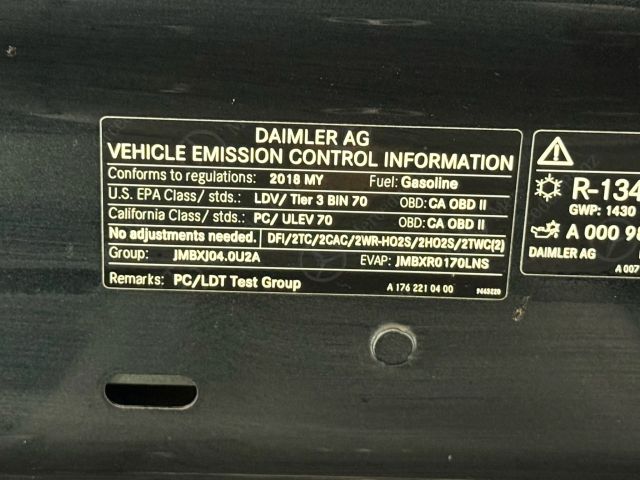 DAIMLER AG
VEHICLE EMISSION CONTROL INFORMATION
Conforms to regulations: 2018 MY Fuel: Gasoline
U.S. EPA Class/ stds.: LDV/ Tier 3 BIN 70 OBD: CA OBD II
California Class/ stds.: PC/ ULEV 70 OBD: CA OBD II
No adjustments needed. DFI/2TC/2CAC/2WR-HO2S/2HO2S/2TWC(2)
Group: JMBXJ04.0U2A EVAP: JMBXR0170LNS
Remarks: PC/LDT Test Group A 176 221 04 00
R-134
GWP: 1430
A 000 98
DAIMLER AG
A 007